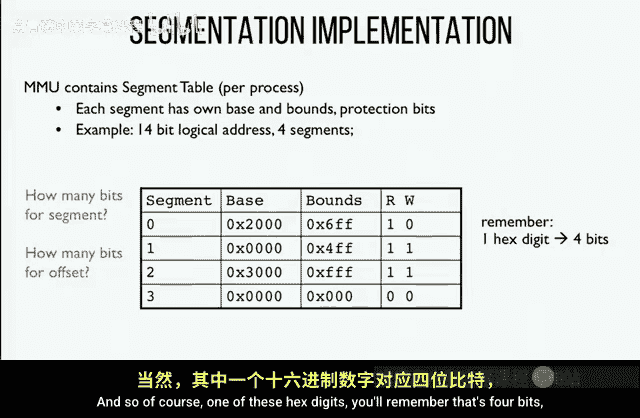 SEGMENTATION IMPLEMENTATION
MMU contains Segment Table (per process)
• Each segment has own base and bounds, protection bits
• Example: 14 bit logical address, 4 segments;
How many bits
for segment?
How many bits
for offset?
Segment Base Bounds R W
0 0x2000 0x6ff 1 0
1 0x0000 0x4ff 1 1
2 0x3000 0xfff 1 1
3 0x0000 0x000 0 0
remember:
1 hex digit → 4 bits
当然，其中一个十六进制数字对应四位比特，
And so of course, one of these hex digits, you'll remember that's four bits,